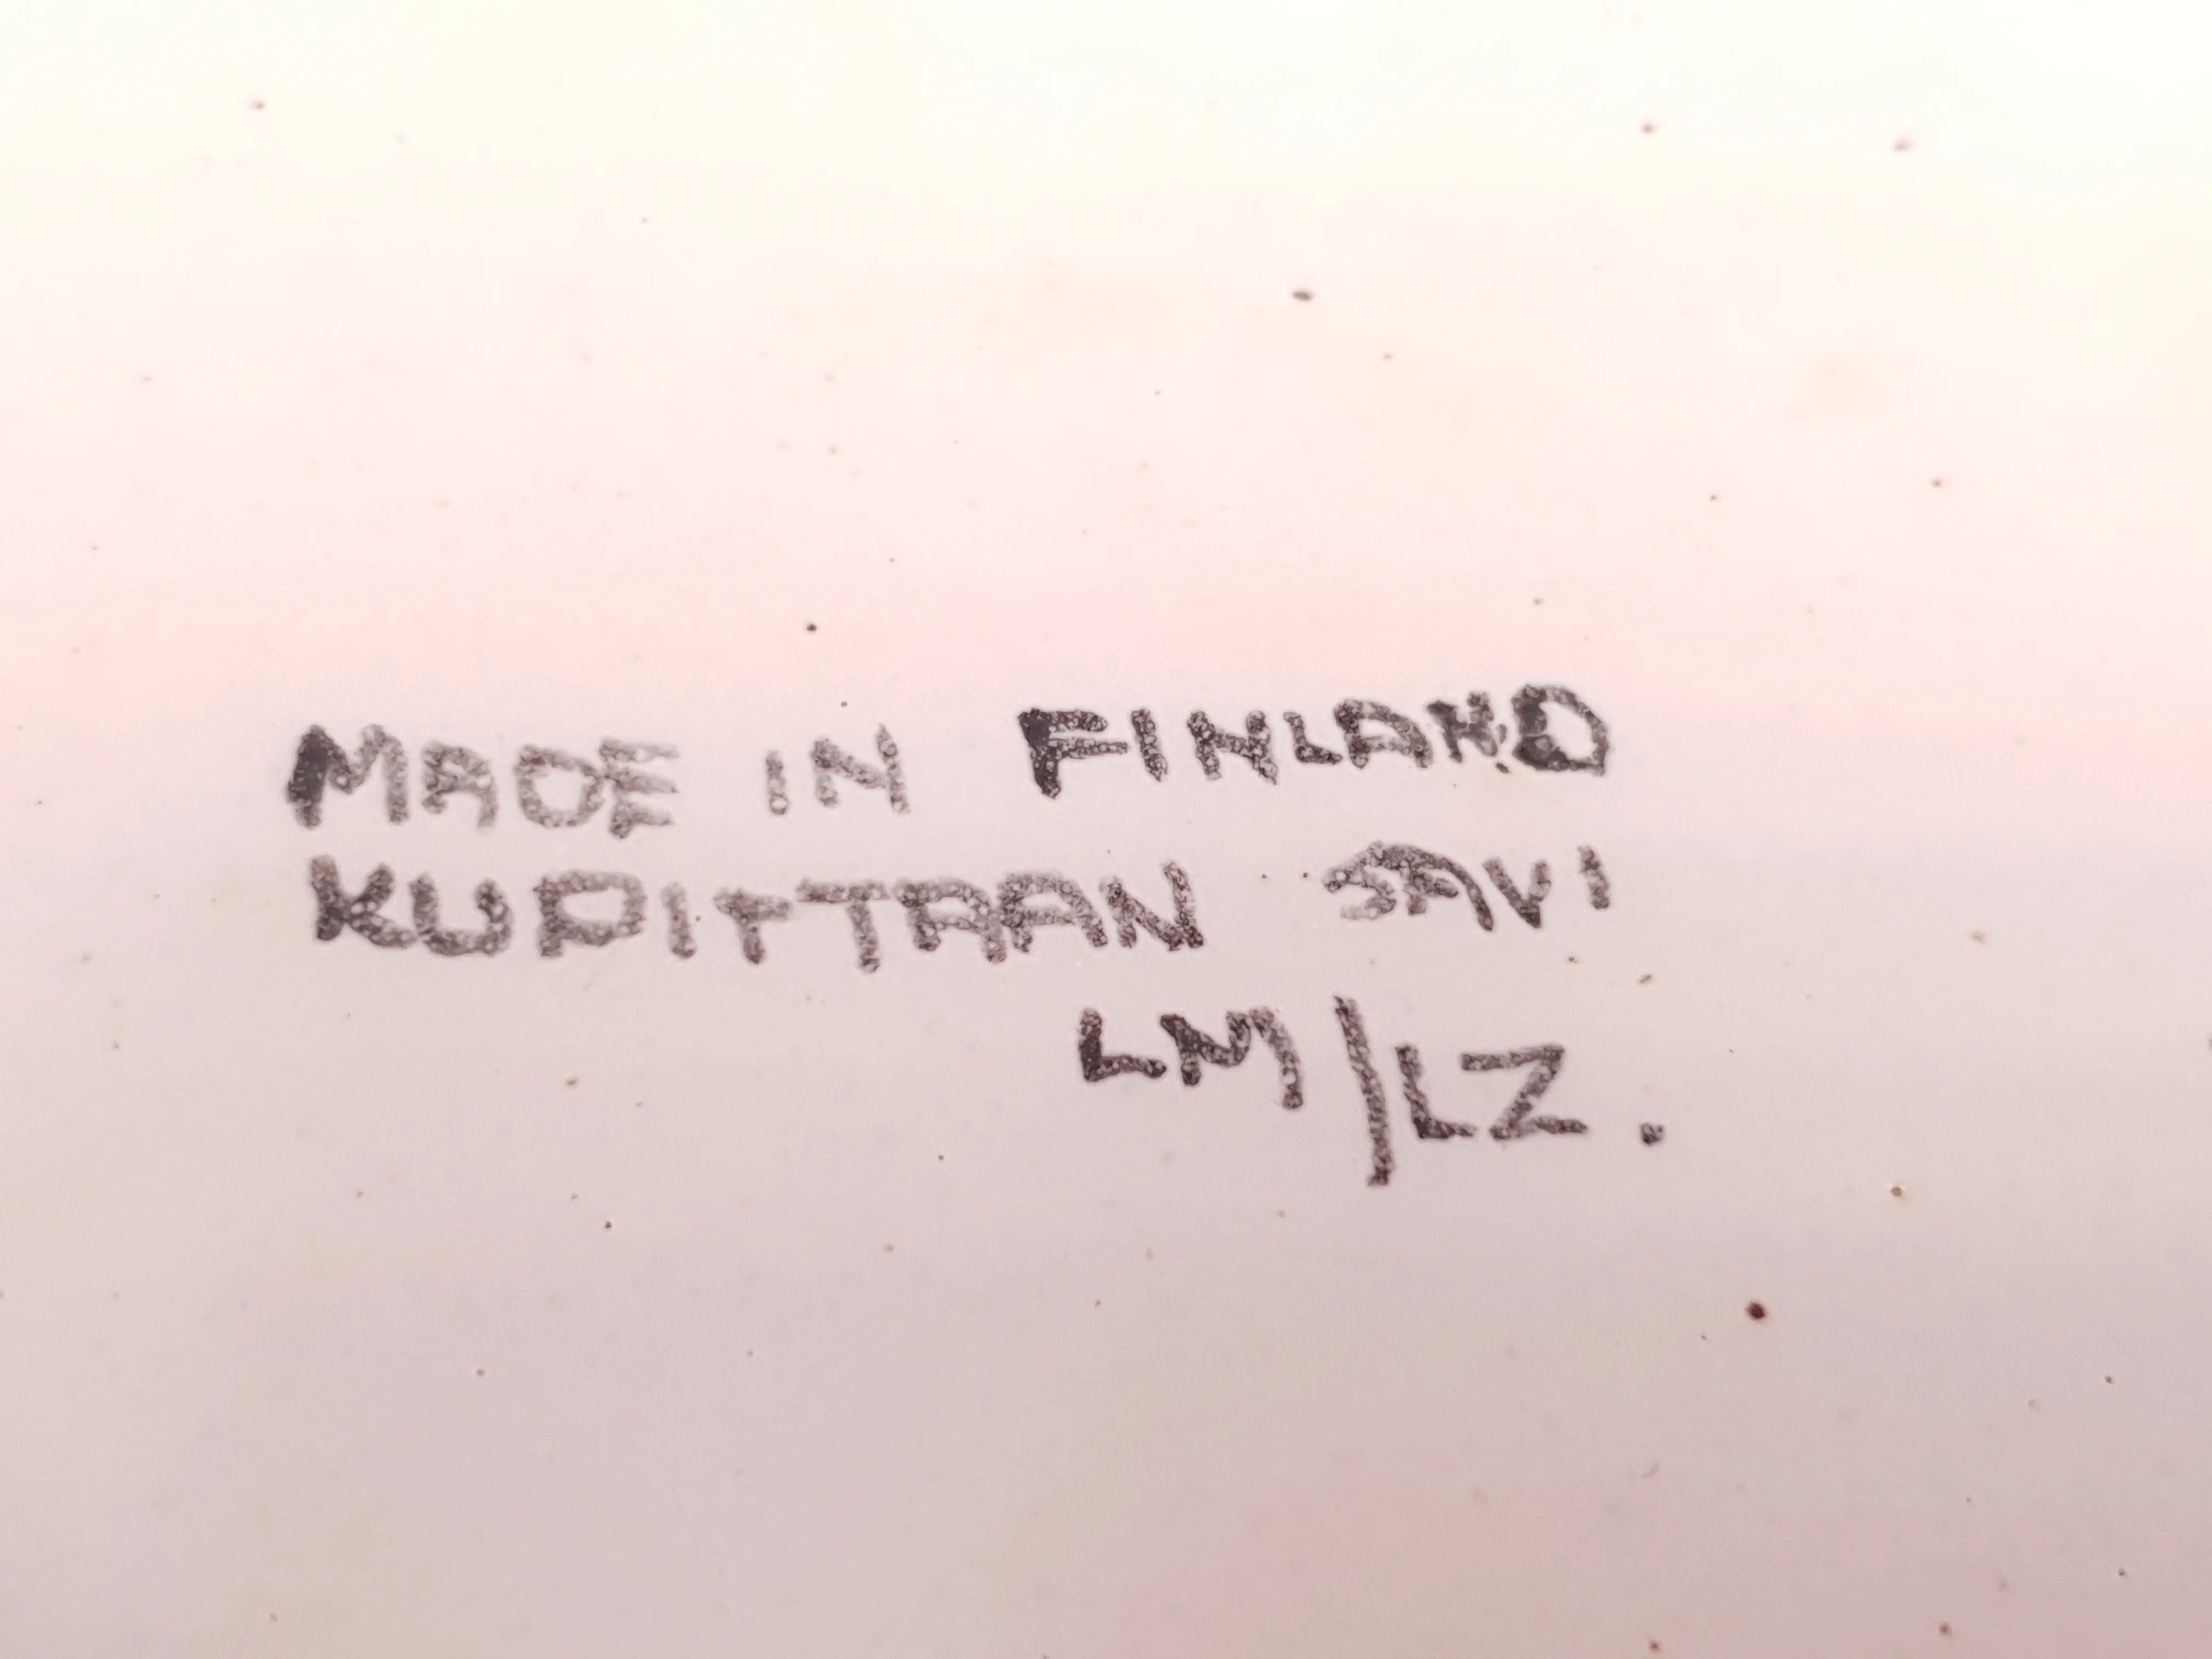 MADE IN FINLAND
KUPITTAAN SAVI
LM/LZ.